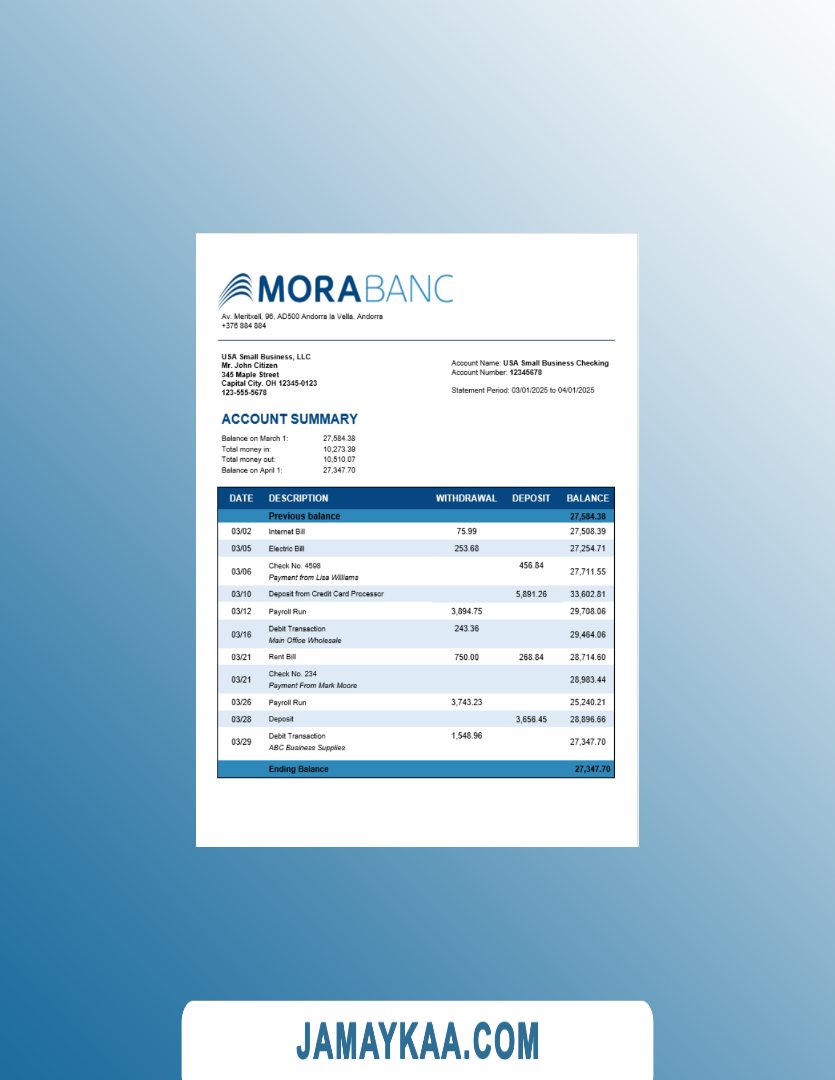 MORABANC
Av. Meritxell, 96, AD500 Andorra la Vella, Andorra
+376 884 884
USA Small Business, LLC
Mr. John Citizen
345 Maple Street
Capital City. OH 12345-0123
123-555-5678
Account Name: USA Small Business Checking
Account Number: 12345678
Statement Period: 03/01/2025 to 04/01/2025
ACCOUNT SUMMARY
Balance on March 1: 27,584.38
Total money in: 10,273.39
Total money out: 10,510.07
Balance on April 1: 27,347.70
DATE DESCRIPTION WITHDRAWAL DEPOSIT BALANCE
Previous balance 27,584.38
03/02 Internet Bill 75.99 27,508.39
03/05 Electric Bill 253.68 27,254.71
03/06 Check No. 4598 456.84 27,711.55
Payment from Lisa Williams
03/10 Deposit from Credit Card Processor 5,891.26 33,602.81
03/12 Payroll Run 3,894.75 29,708.06
03/16 Debit Transaction 243.36 29,464.06
Main Office Wholesale
03/21 Rent Bill 750.00 268.84 28,714.60
03/21 Check No. 234 28,983.44
Payment From Mark Moore
03/26 Payroll Run 3,743.23 25,240.21
03/28 Deposit 3,656.45 28,896.66
03/29 Debit Transaction 1,548.96 27,347.70
ABC Business Supplies
Ending Balance 27,347.70
JAMAYKAA.COM